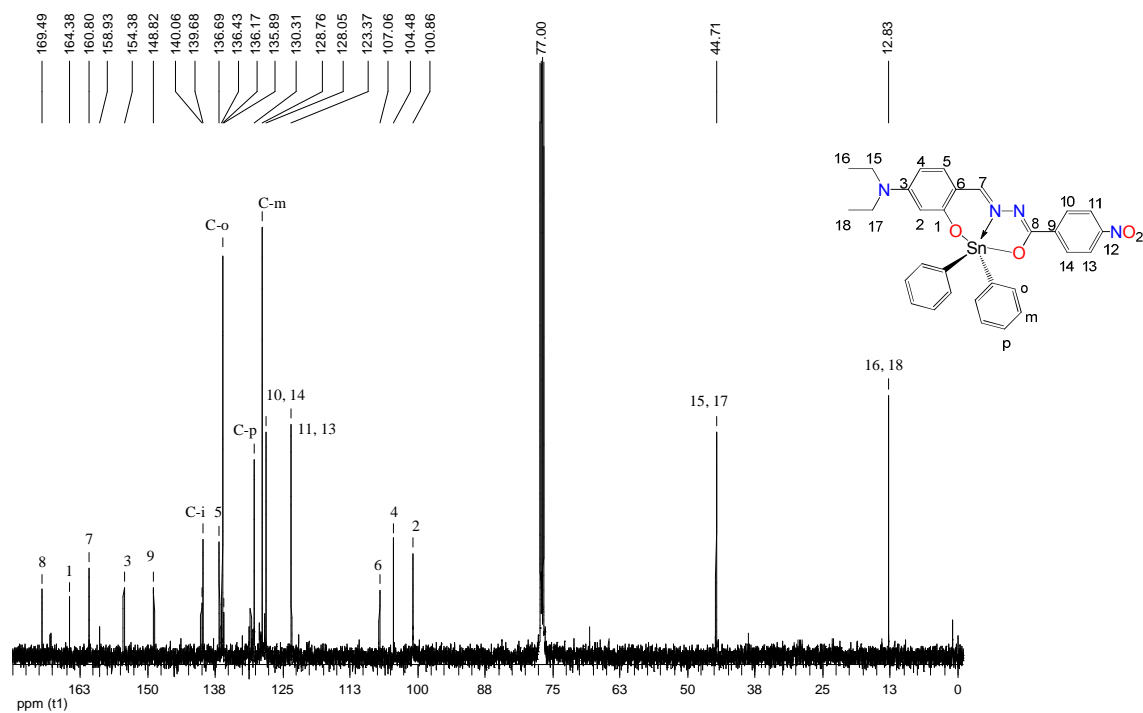 169.49
164.38
160.80
158.93
154.38
148.82
140.06
139.68
136.69
136.43
136.17
135.89
130.31
128.76
128.05
123.37
107.06
104.48
100.86
77.00
44.71
12.83
16 15 4 5
N 3 6 7
18 17 2 1
N N
8
O Sn O
9 10 11
12 NO2
14 13
o
m
p
C-m
C-o
16, 18
10, 14
15, 17
C-p 11, 13
C-i 5 4 2
7
8 1 3 9 6
163 150 138 125 113 100 88 75 63 50 38 25 13 0
ppm (t1)